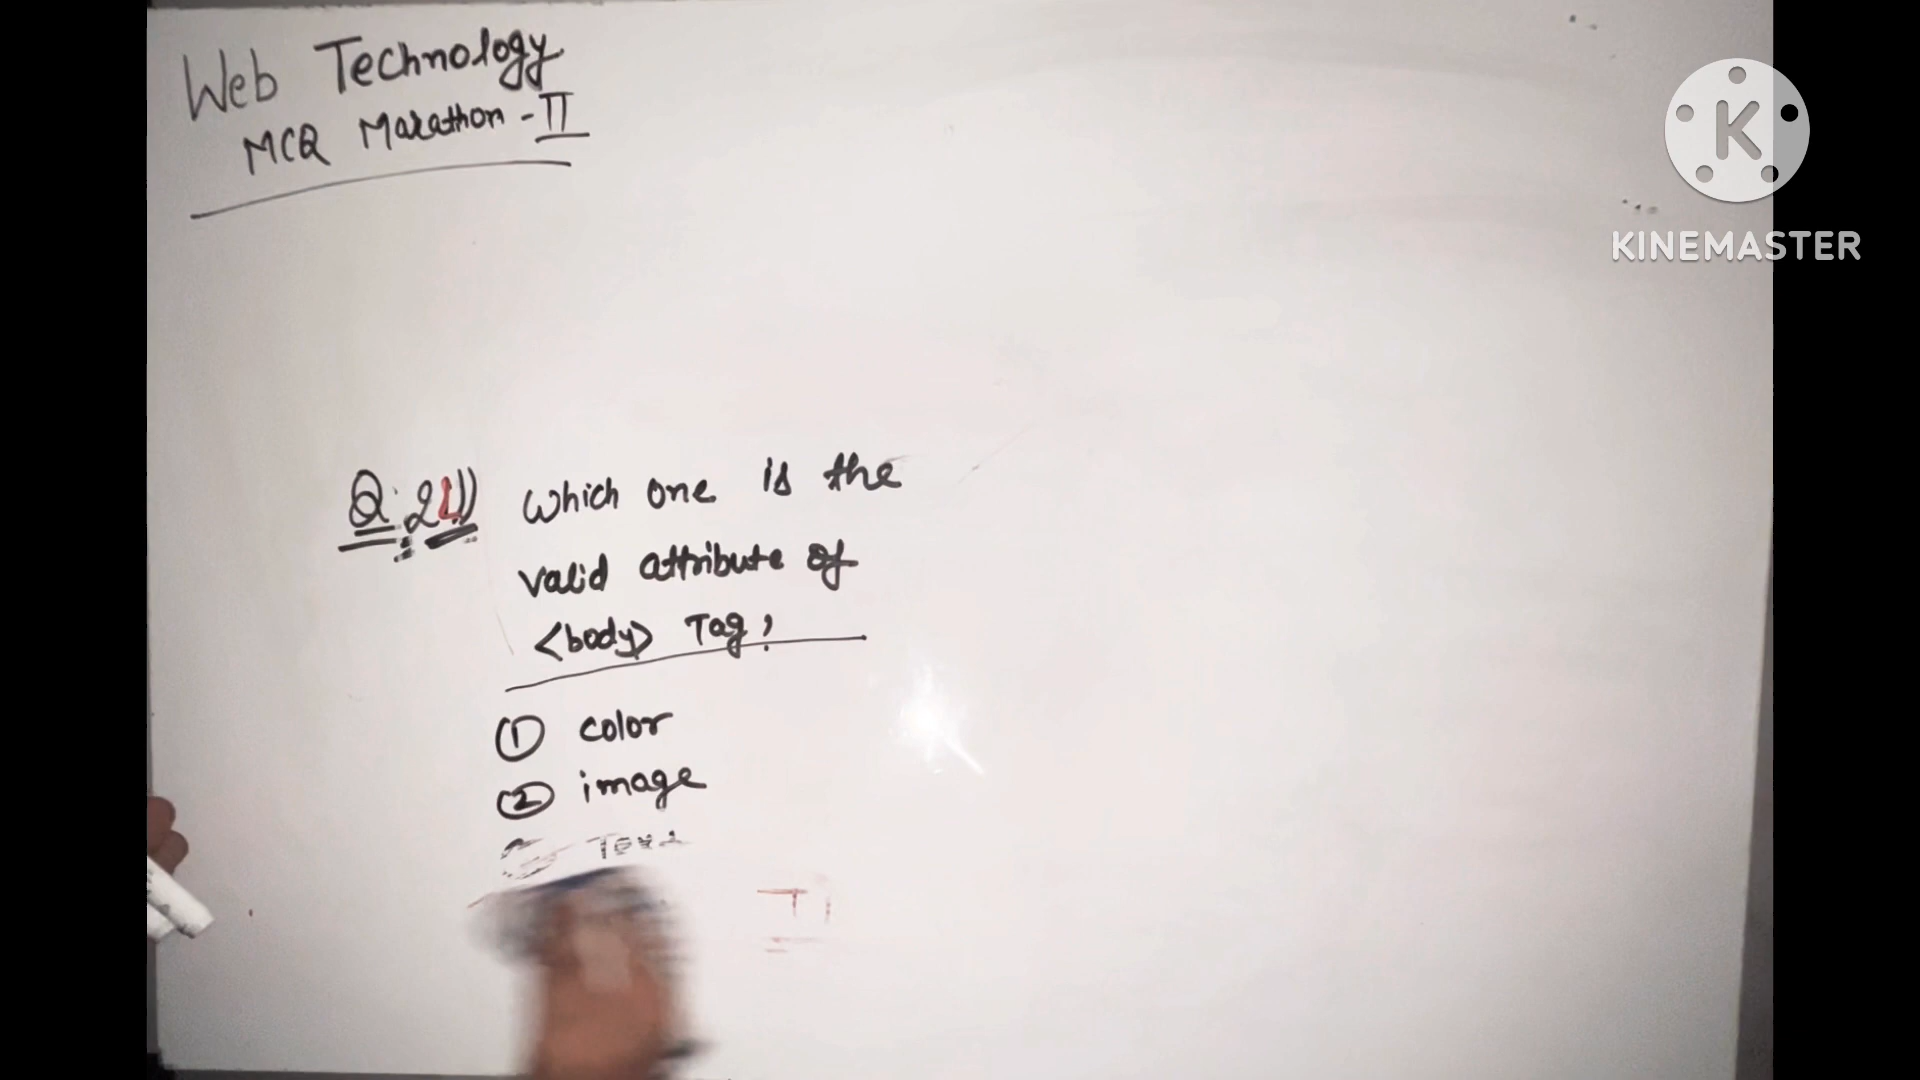 Web Technology
MCQ Marathon - II
Q. 21)) Which one is the
valid attribute of
<body> Tag?
① color
② image
Text
K
KINEMASTER